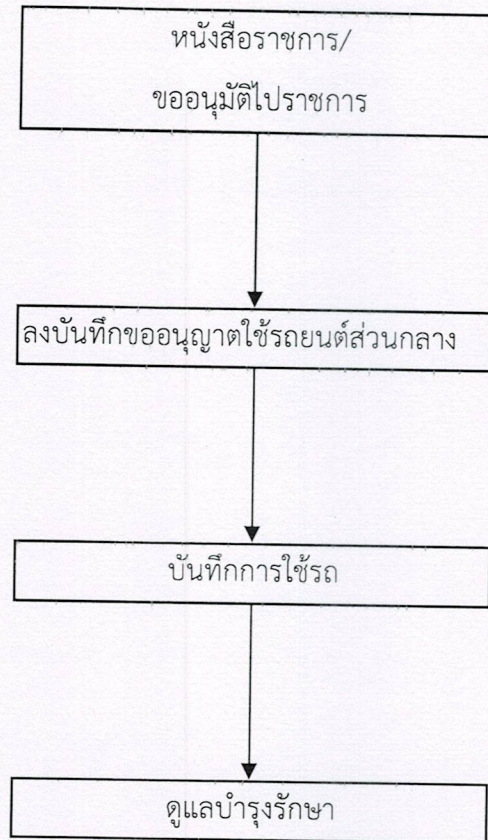 หนังสือราชการ/
ขออนุมัติไปราชการ
ลงบันทึกขออนุญาตใช้รถยนต์ส่วนกลาง
บันทึกการใช้รถ
ดูแลบำรุงรักษา